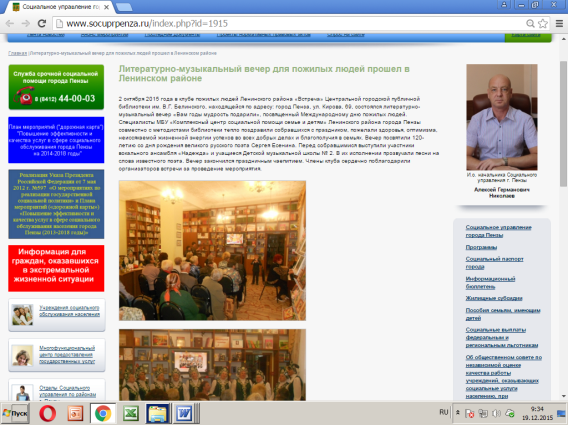 Социальное управление го
www.socuprpenza.ru/index.php?id=1915
Главная |Литературно-музыкальный вечер для пожилых людей прошел в Ленинском районе
Служба срочной социальной
помощи города Пензы
8 (8412) 44-00-03
План мероприятий ("дорожная карта")
"Повышение эффективности и
качества услуг в сфере социального
обслуживания города Пензы
на 2014-2018 годы"
Реализация Указа Президента
Российской Федерации от 7 мая
2012 г. №597 «О мероприятиях по
реализации государственной
социальной политики» и Плана
мероприятий («дорожной карты»)
«Повышение эффективности и
качества услуг в сфере социального
обслуживания населения города
Пензы (2013-2018 годы)»
Информация для
граждан, оказавшихся
в экстремальной
жизненной ситуации
Учреждения социального
обслуживания населения
Многофункциональный
центр предоставления
государственных услуг
Отделы Социального
управления по районам
г. Пензы
Литературно-музыкальный вечер для пожилых людей прошел в
Ленинском районе
2 октября 2015 года в клубе пожилых людей Ленинского района «Встреча» Центральной городской публичной
библиотеки им. В.Г. Белинского, находящейся по адресу: город Пенза, ул. Кирова, 69, состоялся литературно-
музыкальный вечер «Вам годы мудрость подарили», посвященный Международному дню пожилых людей.
Специалисты МБУ «Комплексный центр социальной помощи семье и детям» Ленинского района города Пензы
совместно с методистами библиотеки тепло поздравили собравшихся с праздником, пожелали здоровья, оптимизма,
неиссякаемой жизненной энергии успехов во всех добрых делах и благополучия в семьях. Вечер посвятили 120-
летию со дня рождения великого русского поэта Сергея Есенина. Перед собравшимися выступили участники
вокального ансамбля «Надежда» и учащиеся Детской музыкальной школы № 2. В их исполнении прозвучали песни на
слова известного поэта. Вечер закончился праздничным чаепитием. Члены клуба сердечно поблагодарили
организаторов встречи за проведение мероприятия.
И.о. начальника Социального
управления г. Пензы
Алексей Германович
Николаев
Социальное управление
города Пензы
Программы
Социальный паспорт
города
Информационный
бюллетень
Жилищные субсидии
Пособия семьям, имеющим
детей
Социальные выплаты
федеральным и
региональным льготникам
Об общественном совете по
независимой оценке
качества работы
учреждений, оказывающих
социальные услуги
населению, при
Пуск
RU
9:34
19.12.2015